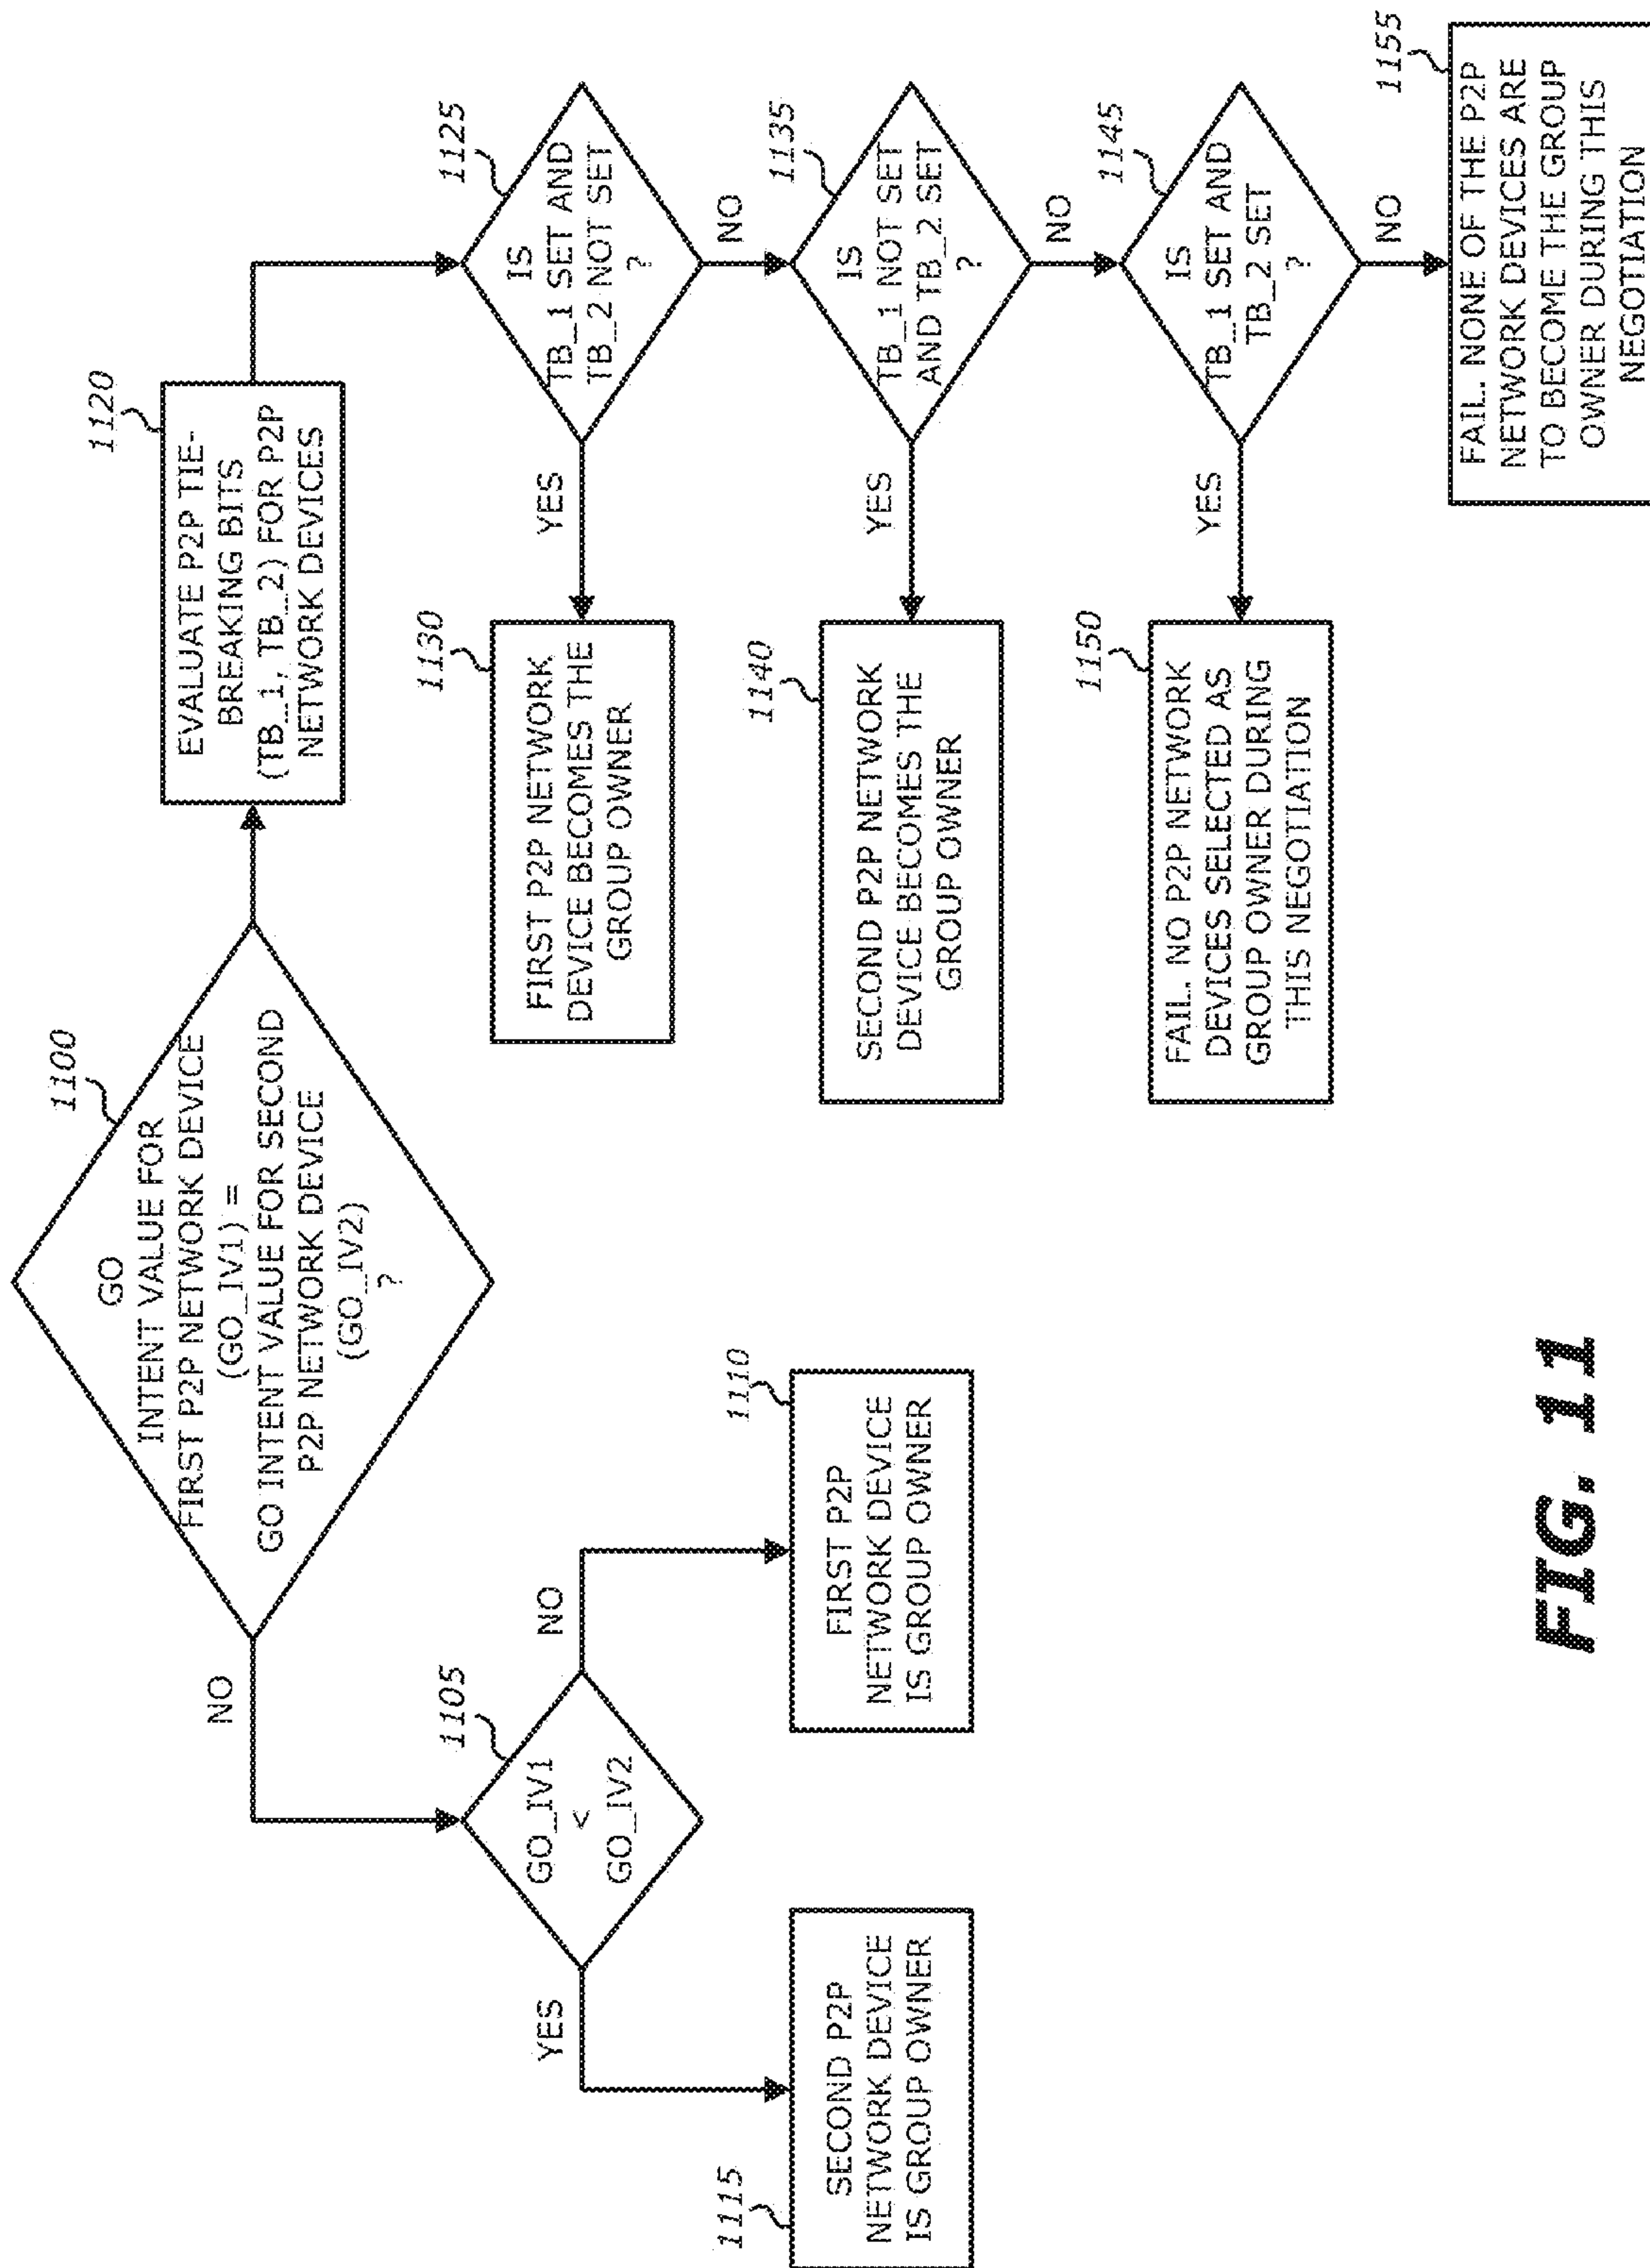 1100
GO
INTENT VALUE FOR
FIRST P2P NETWORK DEVICE
(GO_IV1) =
GO INTENT VALUE FOR SECOND
P2P NETWORK DEVICE
(GO_IV2)
?
NO
1105
GO_IV1
<
GO_IV2
YES
NO
1115
SECOND P2P
NETWORK DEVICE
IS GROUP OWNER
1110
FIRST P2P
NETWORK DEVICE
IS GROUP OWNER
1120
EVALUATE P2P TIE-
BREAKING BITS
(TB_1, TB_2) FOR P2P
NETWORK DEVICES
1125
IS
TB_1 SET AND
TB_2 NOT SET
?
YES
NO
1130
FIRST P2P NETWORK
DEVICE BECOMES THE
GROUP OWNER
1135
IS
TB_1 NOT SET
AND TB_2 SET
?
YES
NO
1140
SECOND P2P NETWORK
DEVICE BECOMES THE
GROUP OWNER
1145
IS
TB_1 SET AND
TB_2 SET
?
YES
NO
1150
FAIL. NO P2P NETWORK
DEVICES SELECTED AS
GROUP OWNER DURING
THIS NEGOTIATION
1155
FAIL. NONE OF THE P2P
NETWORK DEVICES ARE
TO BECOME THE GROUP
OWNER DURING THIS
NEGOTIATION
FIG. 11